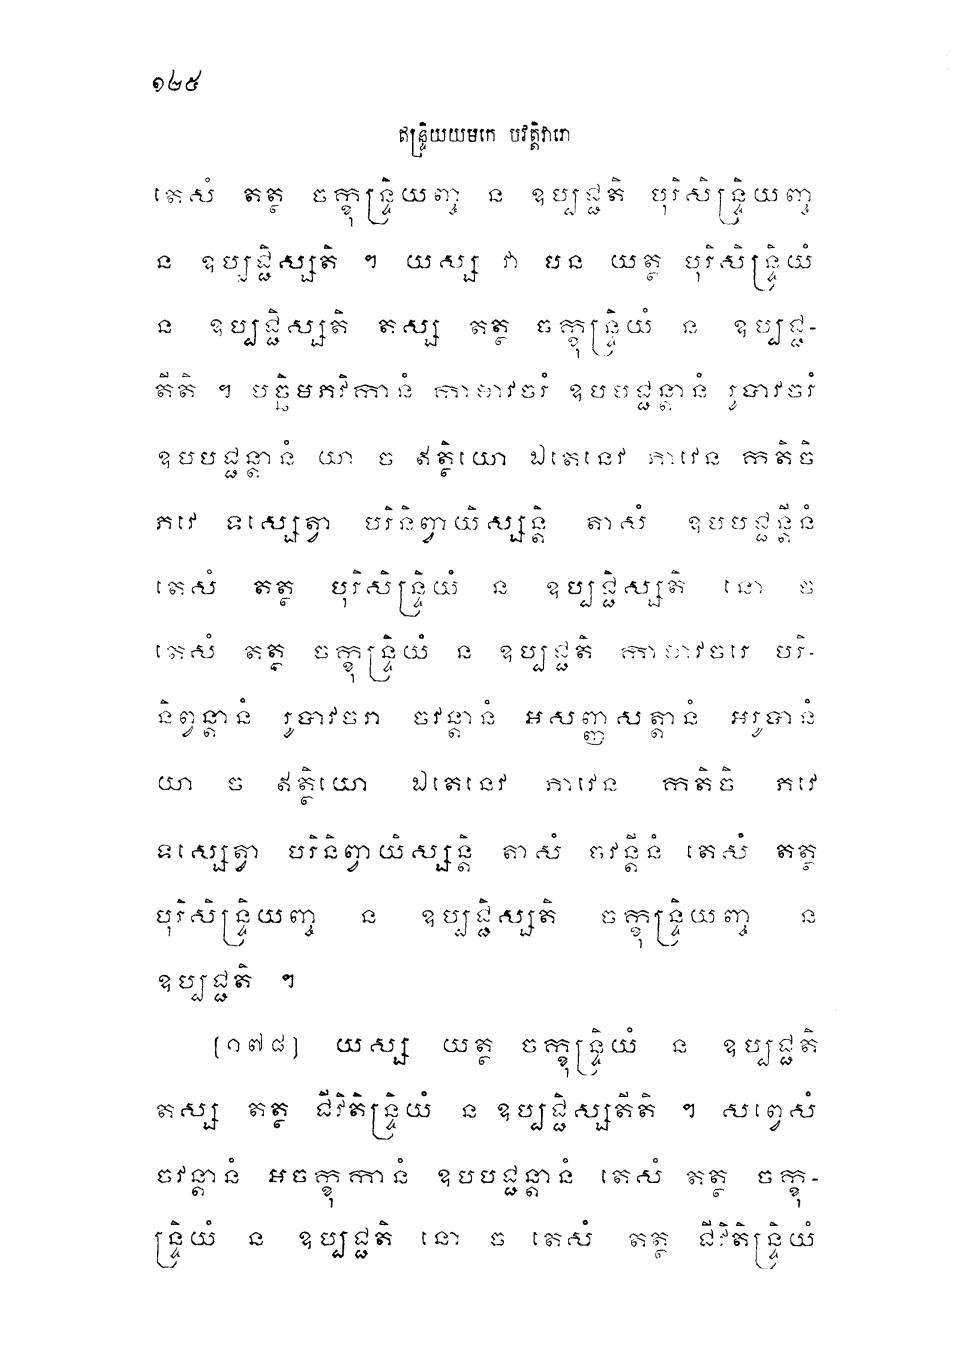 ១២៥
ឥន្ទ្រិយយមកេ បវត្តិវារោ
តេសំ តត្ថ ចក្ខុន្ទ្រិយញ្ច ន ឧប្បជ្ជតិ បុរិសិន្ទ្រិយញ្ច
ន ឧប្បជ្ជិស្សតិ ។ យស្ស វា បន យត្ថ បុរិសិន្ទ្រិយំ
ន ឧប្បជ្ជិស្សតិ តស្ស តត្ថ ចក្ខុន្ទ្រិយំ ន ឧប្បជ្ជ-
តីតិ ។ បច្ឆិមភវិកានំ កាមាវចរំ ឧបបជ្ជន្តានំ រូបាវចរំ
ឧបបជ្ជន្តានំ យា ច ឥត្ថិយោ ឯតេនេវ ភាវេន កតិចិ
ភវេ ទស្សេត្វា បរិនិព្វាយិស្សន្តិ តាសំ ឧបបជ្ជន្តីនំ
តេសំ តត្ថ បុរិសិន្ទ្រិយំ ន ឧប្បជ្ជិស្សតិ នោ ច
តេសំ តត្ថ ចក្ខុន្ទ្រិយំ ន ឧប្បជ្ជតិ កាមាវចរេ បរិ-
និព្វន្តានំ រូបាវចរា ចវន្តានំ អសញ្ញសត្តានំ អរូបានំ
យា ច ឥត្ថិយោ ឯតេនេវ ភាវេន កតិចិ ភវេ
ទស្សេត្វា បរិនិព្វាយិស្សន្តិ តាសំ ចវន្តីនំ តេសំ តត្ថ
បុរិសិន្ទ្រិយញ្ច ន ឧប្បជ្ជិស្សតិ ចក្ខុន្ទ្រិយញ្ច ន
ឧប្បជ្ជតិ ។
[១៧៨] យស្ស យត្ថ ចក្ខុន្ទ្រិយំ ន ឧប្បជ្ជតិ
តស្ស តត្ថ ជីវិតិន្ទ្រិយំ ន ឧប្បជ្ជិស្សតីតិ ។ សព្វេសំ
ចវន្តានំ អចក្ខុកានំ ឧបបជ្ជន្តានំ តេសំ តត្ថ ចក្ខុ-
ន្ទ្រិយំ ន ឧប្បជ្ជតិ នោ ច តេសំ តត្ថ ជីវិតិន្ទ្រិយំ